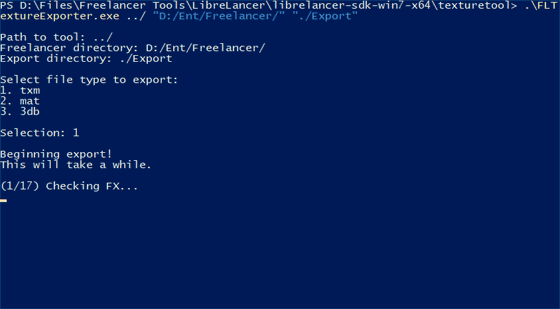 PS D:\Files\Freelancer Tools\LibreLancer\librelancer-sdk-win7-x64\texturetool> .\FLT
extureExporter.exe ../ "D:/Ent/Freelancer/" "./Export"
Path to tool: ../
Freelancer directory: D:/Ent/Freelancer/
Export directory: ./Export
Select file type to export:
1. txm
2. mat
3. 3db
Selection: 1
Beginning export!
This will take a while.
(1/17) Checking FX...